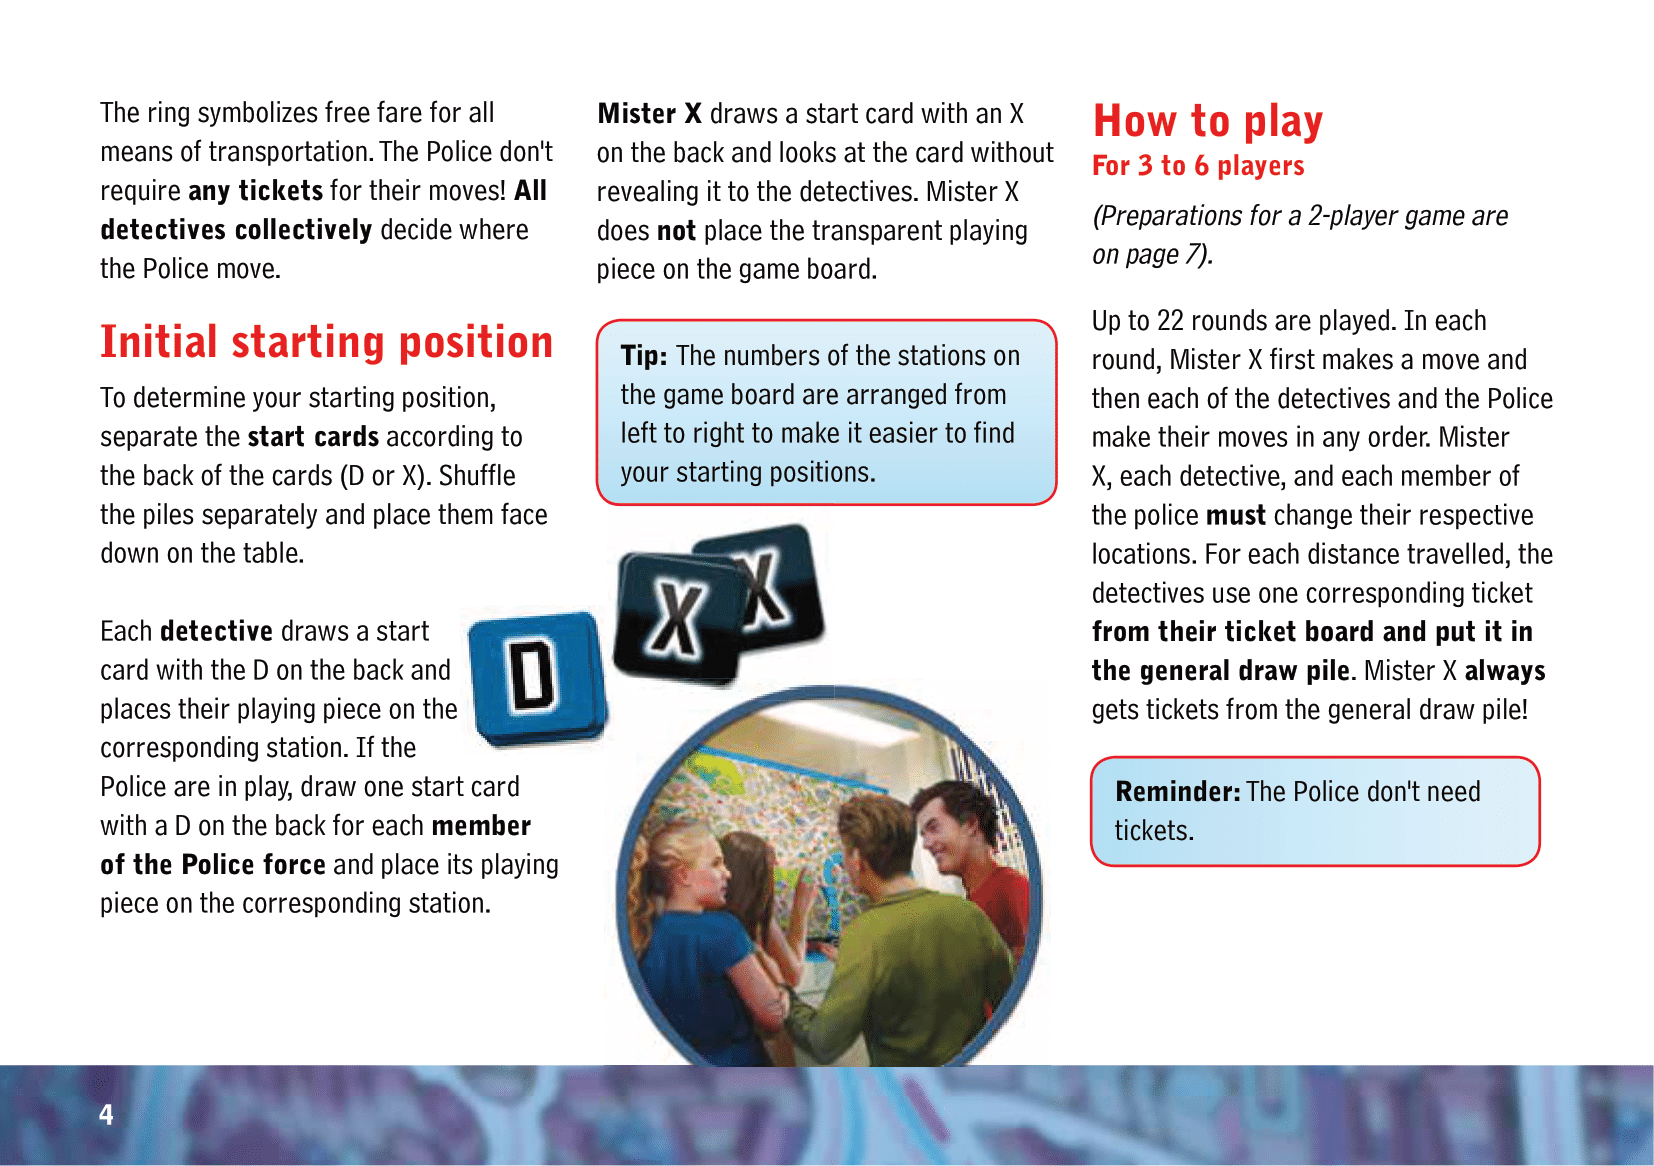 The ring symbolizes free fare for all
means of transportation. The Police don't
require any tickets for their moves! All
detectives collectively decide where
the Police move.
Initial starting position
To determine your starting position,
separate the start cards according to
the back of the cards (D or X). Shuffle
the piles separately and place them face
down on the table.
Each detective draws a start
card with the D on the back and
places their playing piece on the
corresponding station. If the
Police are in play, draw one start card
with a D on the back for each member
of the Police force and place its playing
piece on the corresponding station.
Mister X draws a start card with an X
on the back and looks at the card without
revealing it to the detectives. Mister X
does not place the transparent playing
piece on the game board.
Tip: The numbers of the stations on
the game board are arranged from
left to right to make it easier to find
your starting positions.
D
X
X
How to play
For 3 to 6 players
(Preparations for a 2-player game are
on page 7).
Up to 22 rounds are played. In each
round, Mister X first makes a move and
then each of the detectives and the Police
make their moves in any order. Mister
X, each detective, and each member of
the police must change their respective
locations. For each distance travelled, the
detectives use one corresponding ticket
from their ticket board and put it in
the general draw pile. Mister X always
gets tickets from the general draw pile!
Reminder: The Police don't need
tickets.
4